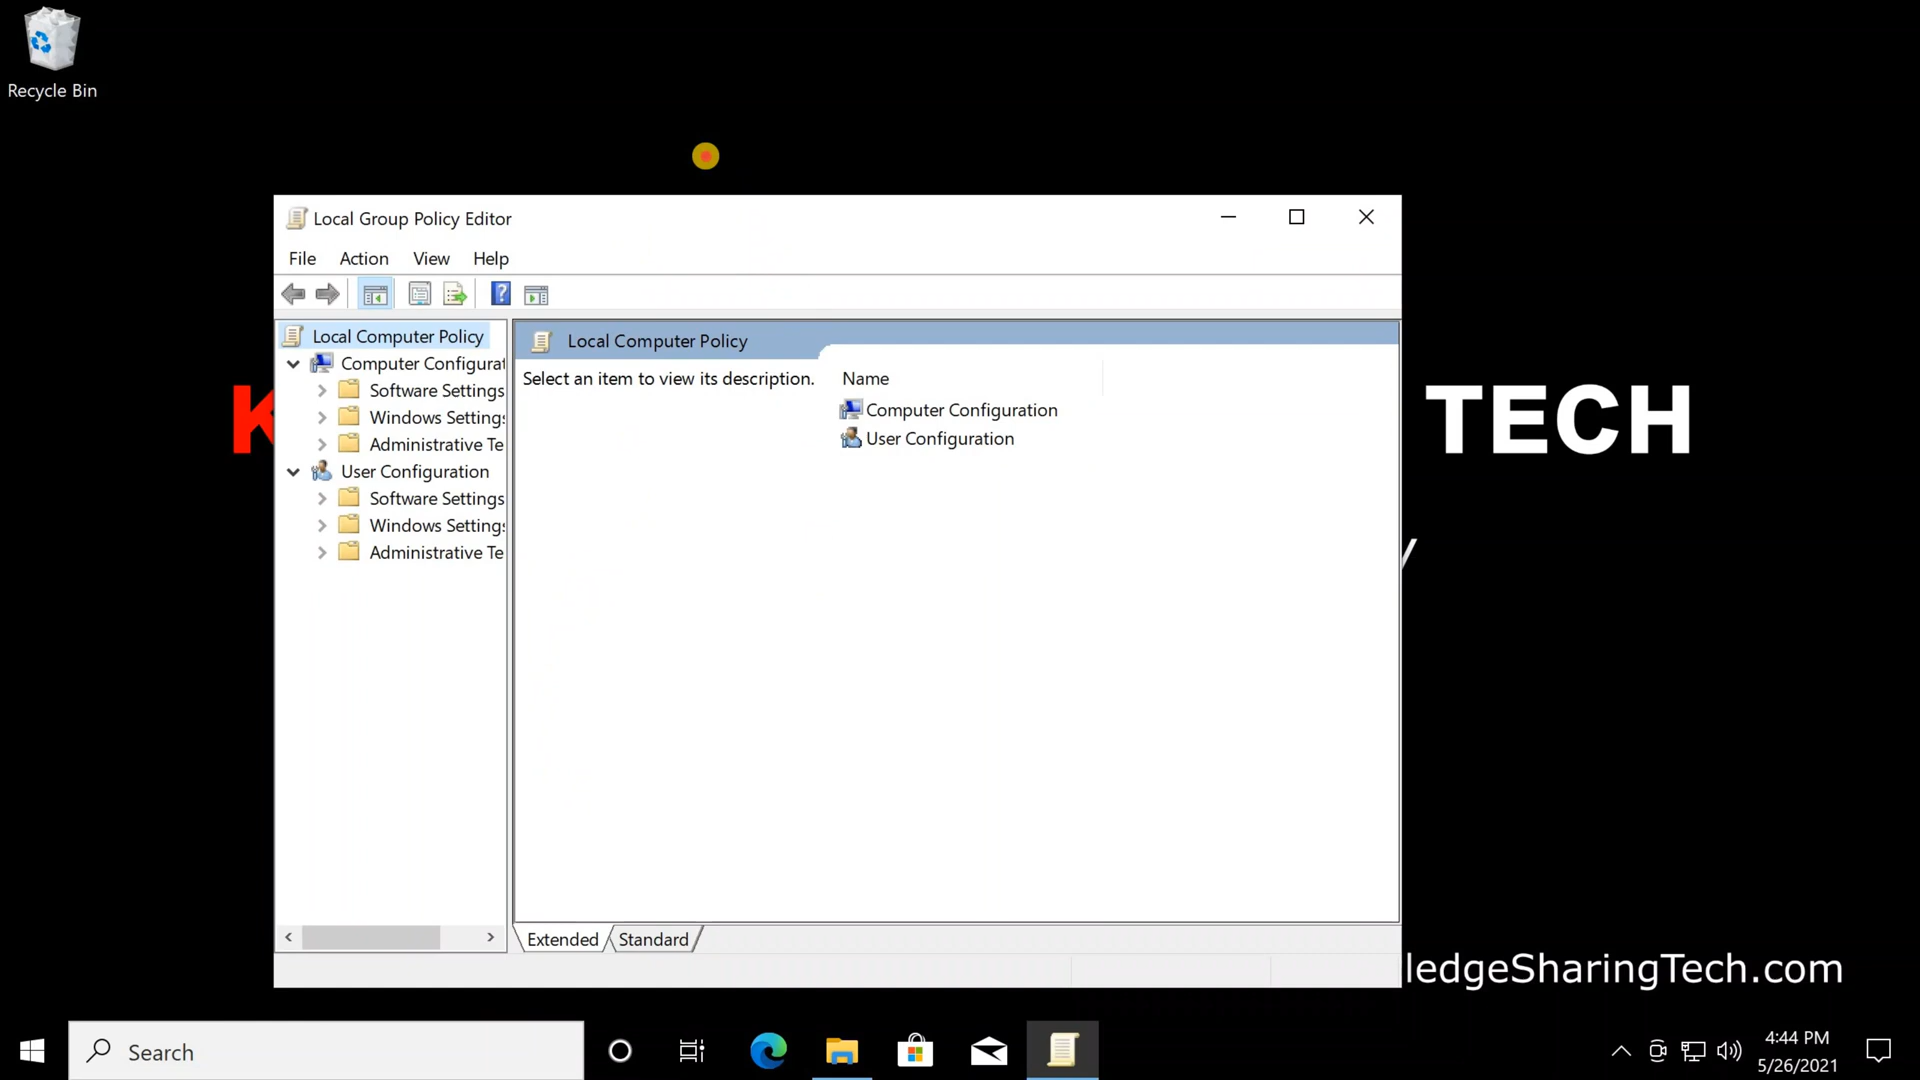 Recycle Bin
Local Group Policy Editor
File Action View Help
Local Computer Policy
Computer Configurat
Software Settings
Windows Settings
Administrative Te
User Configuration
Software Settings
Windows Settings
Administrative Te
Local Computer Policy
Select an item to view its description.
Name
Computer Configuration
User Configuration
Extended Standard
K
TECH
y
ledgeSharingTech.com
Search
4:44 PM
5/26/2021